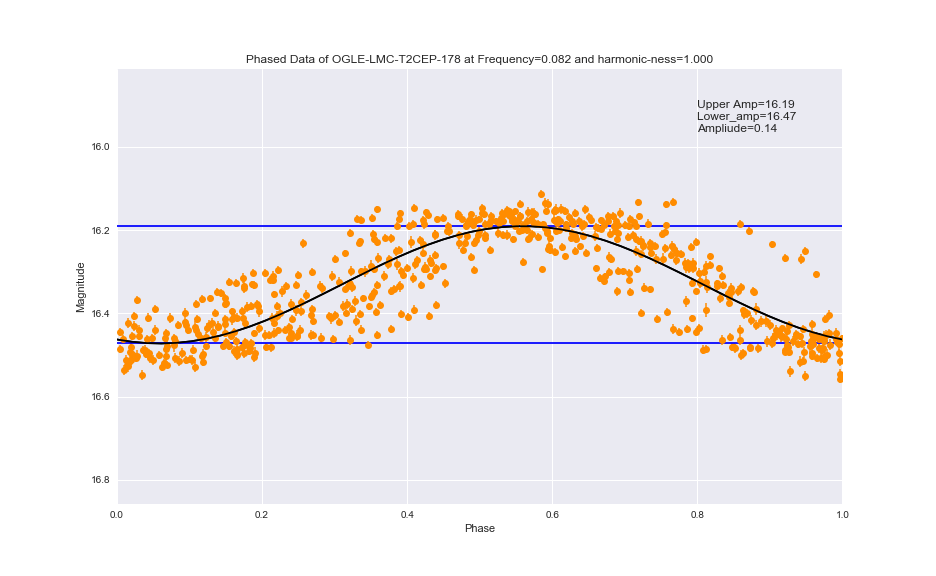 Phased Data of OGLE-LMC-T2CEP-178 at Frequency=0.082 and harmonic-ness=1.000
Upper Amp=16.19
Lower_amp=16.47
Ampliude=0.14
16.0
16.2
16.4
16.6
16.8
Magnitude
0.0
0.2
0.4
0.6
0.8
1.0
Phase